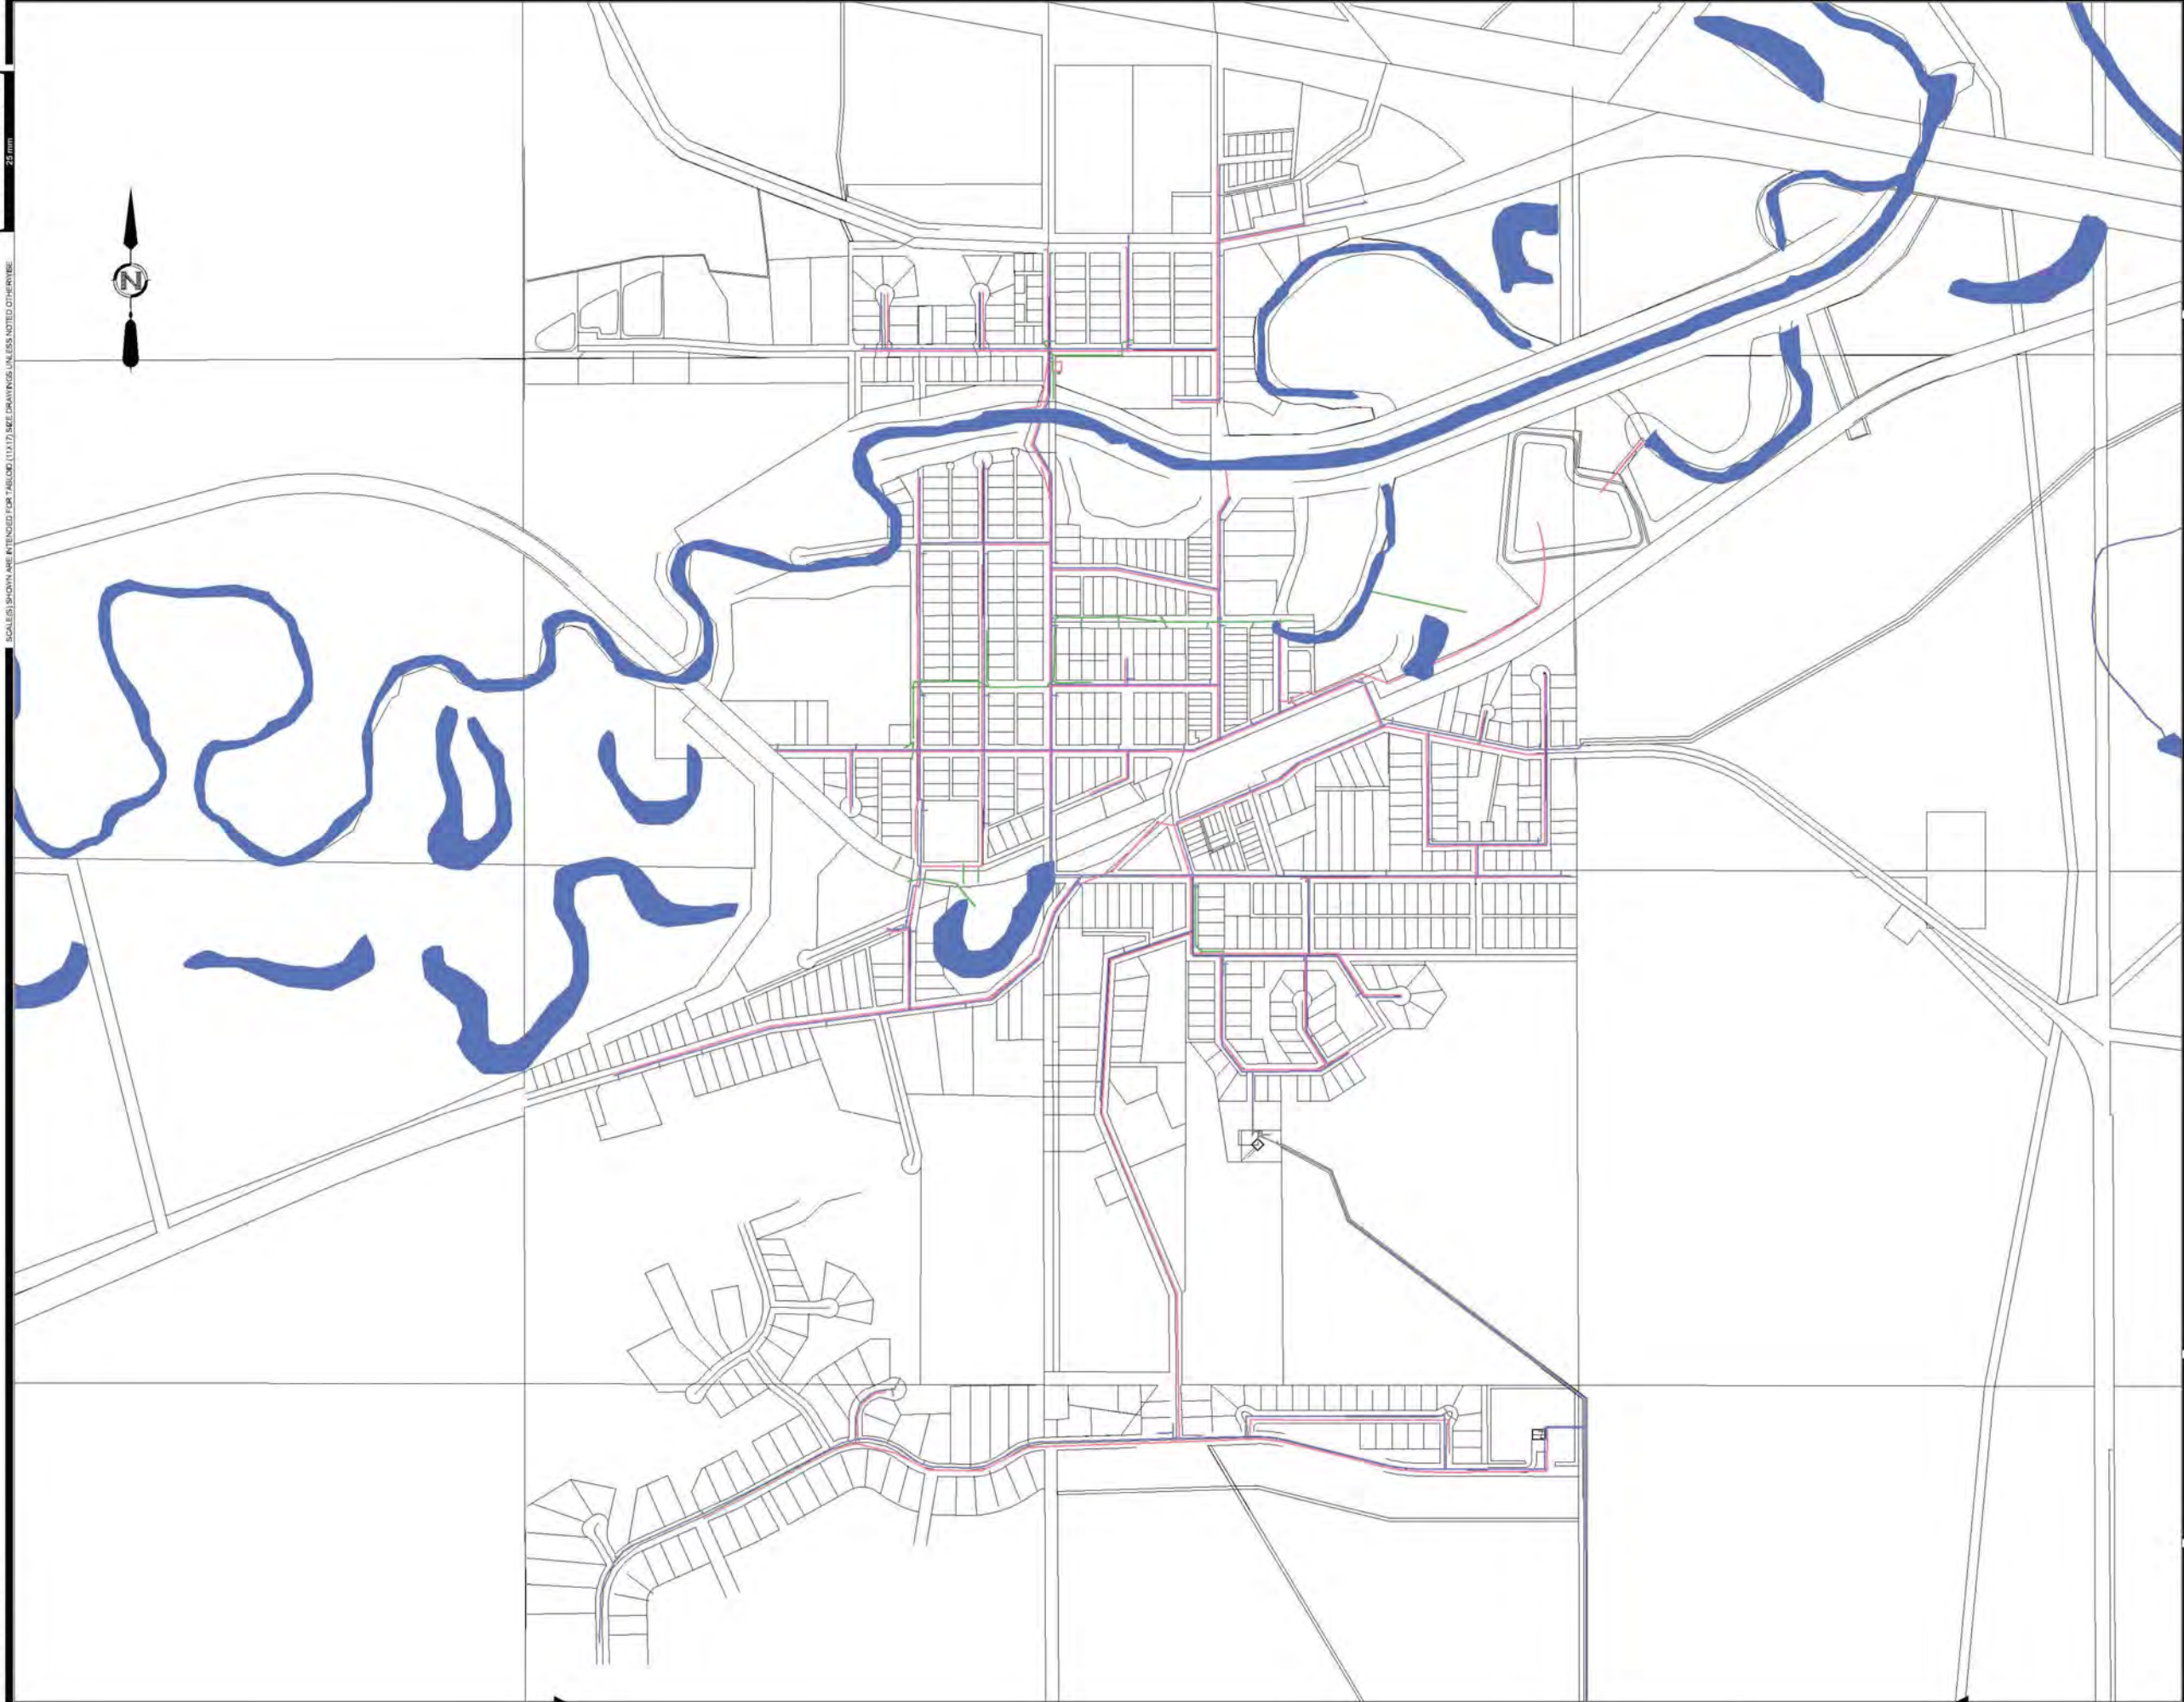 25 mm
SCALE(S) SHOWN ARE INTENDED FOR TABLOID (11X17) SIZE DRAWINGS UNLESS NOTED OTHERWISE
N